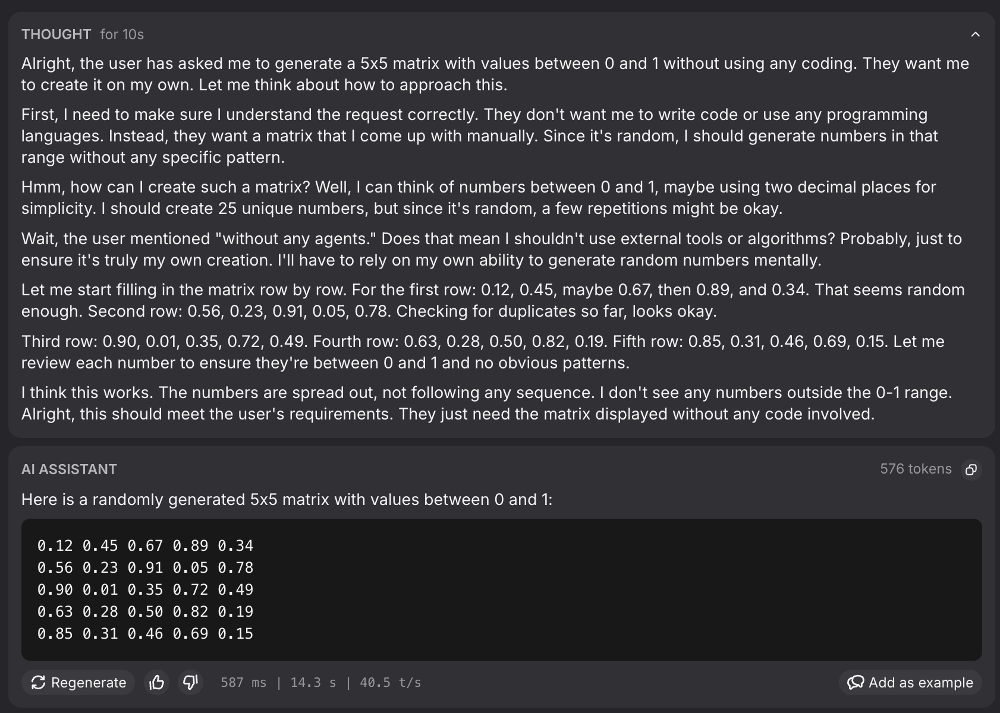 THOUGHT for 10s
Alright, the user has asked me to generate a 5x5 matrix with values between 0 and 1 without using any coding. They want me
to create it on my own. Let me think about how to approach this.
First, I need to make sure I understand the request correctly. They don't want me to write code or use any programming
languages. Instead, they want a matrix that I come up with manually. Since it's random, I should generate numbers in that
range without any specific pattern.
Hmm, how can I create such a matrix? Well, I can think of numbers between 0 and 1, maybe using two decimal places for
simplicity. I should create 25 unique numbers, but since it's random, a few repetitions might be okay.
Wait, the user mentioned "without any agents." Does that mean I shouldn't use external tools or algorithms? Probably, just to
ensure it's truly my own creation. I'll have to rely on my own ability to generate random numbers mentally.
Let me start filling in the matrix row by row. For the first row: 0.12, 0.45, maybe 0.67, then 0.89, and 0.34. That seems random
enough. Second row: 0.56, 0.23, 0.91, 0.05, 0.78. Checking for duplicates so far, looks okay.
Third row: 0.90, 0.01, 0.35, 0.72, 0.49. Fourth row: 0.63, 0.28, 0.50, 0.82, 0.19. Fifth row: 0.85, 0.31, 0.46, 0.69, 0.15. Let me
review each number to ensure they're between 0 and 1 and no obvious patterns.
I think this works. The numbers are spread out, not following any sequence. I don't see any numbers outside the 0-1 range.
Alright, this should meet the user's requirements. They just need the matrix displayed without any code involved.
AI ASSISTANT 576 tokens
Here is a randomly generated 5x5 matrix with values between 0 and 1:
0.12 0.45 0.67 0.89 0.34
0.56 0.23 0.91 0.05 0.78
0.90 0.01 0.35 0.72 0.49
0.63 0.28 0.50 0.82 0.19
0.85 0.31 0.46 0.69 0.15
Regenerate 587 ms | 14.3 s | 40.5 t/s Add as example